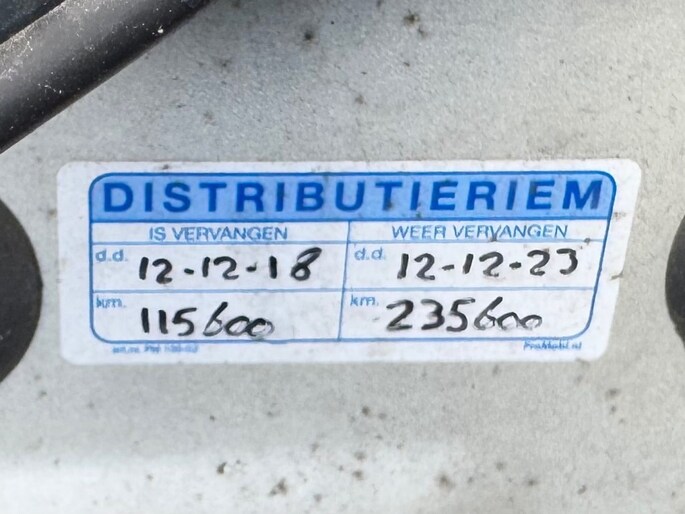 DISTRIBUTIERIEM
IS VERVANGEN WEER VERVANGEN
d.d. 12-12-18 d.d. 12-12-23
km. 115600 km. 235600